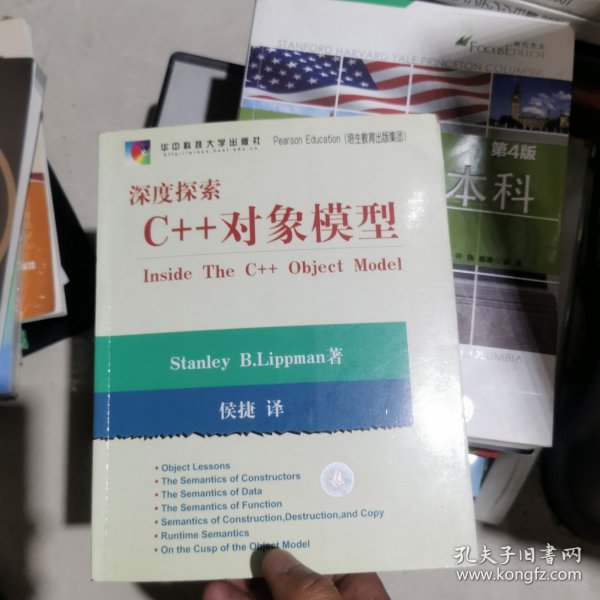 STANFORD HARVARD YALE PRINCETON COLUMBIA
FOCUSEDUCH
第4版
本科
华中科技大学出版社
Pearson Education (培生教育出版集团)
深度探索
C++对象模型
Inside The C++ Object Model
Stanley B.Lippman著
侯捷 译
• Object Lessons
• The Semantics of Constructors
• The Semantics of Data
• The Semantics of Function
• Semantics of Construction,Destruction,and Copy
• Runtime Semantics
• On the Cusp of the Object Model
孔夫子旧书网
www.kongfz.com